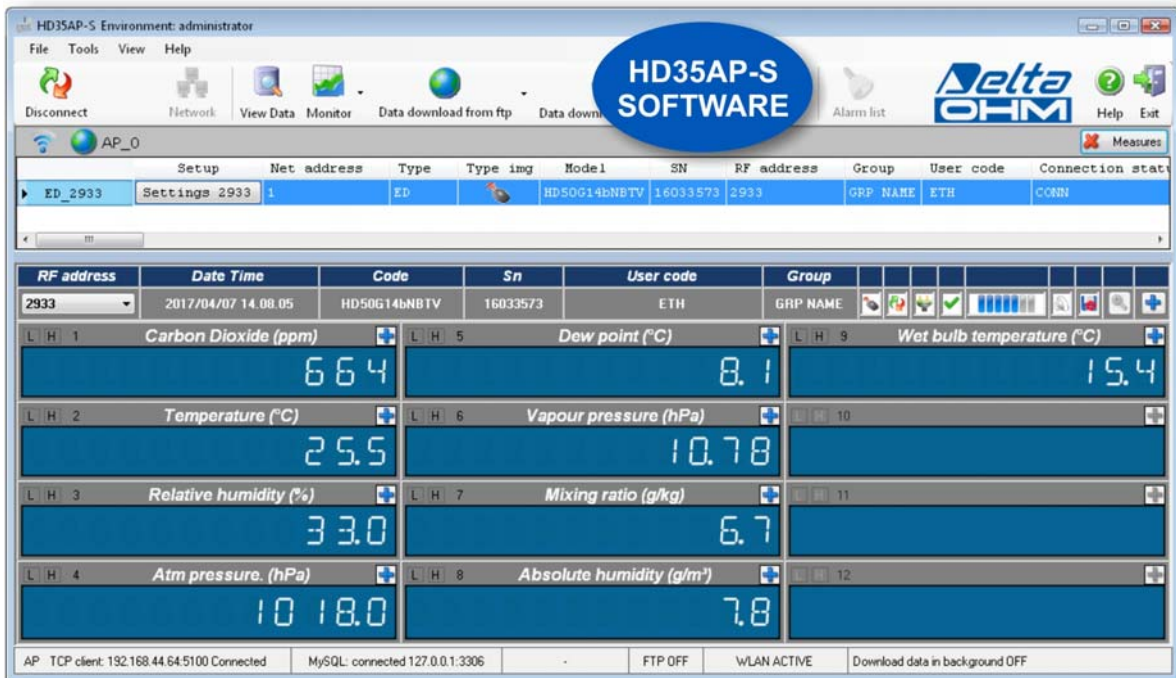 HD35AP-S Environment: administrator
File Tools View Help
HD35AP-S
SOFTWARE
Delta
OHM
Disconnect Network View Data Monitor Data download from ftp Data down Alarm list Help Exit
AP_0 Measures
Setup Net address Type Type img Model SN RF address Group User code Connection statu
ED_2933 Settings 2933 1 ED HD50G14bNBTV 16033573 2933 GRP NAME ETH CONN
RF address Date Time Code Sn User code Group
2933 2017/04/07 14.08.05 HD50G14bNBTV 16033573 ETH GRP NAME
L H 1 Carbon Dioxide (ppm) L H 5 Dew point (°C) L H 9 Wet bulb temperature (°C)
664 8.1 15.4
L H 2 Temperature (°C) L H 6 Vapour pressure (hPa) L H 10
25.5 10.78
L H 3 Relative humidity (%) L H 7 Mixing ratio (g/kg) L H 11
33.0 6.7
L H 4 Atm pressure. (hPa) L H 8 Absolute humidity (g/m³) L H 12
1018.0 7.8
AP TCP client: 192.168.44.64:5100 Connected MySQL: connected 127.0.0.1:3306 - FTP OFF WLAN ACTIVE Download data in background OFF